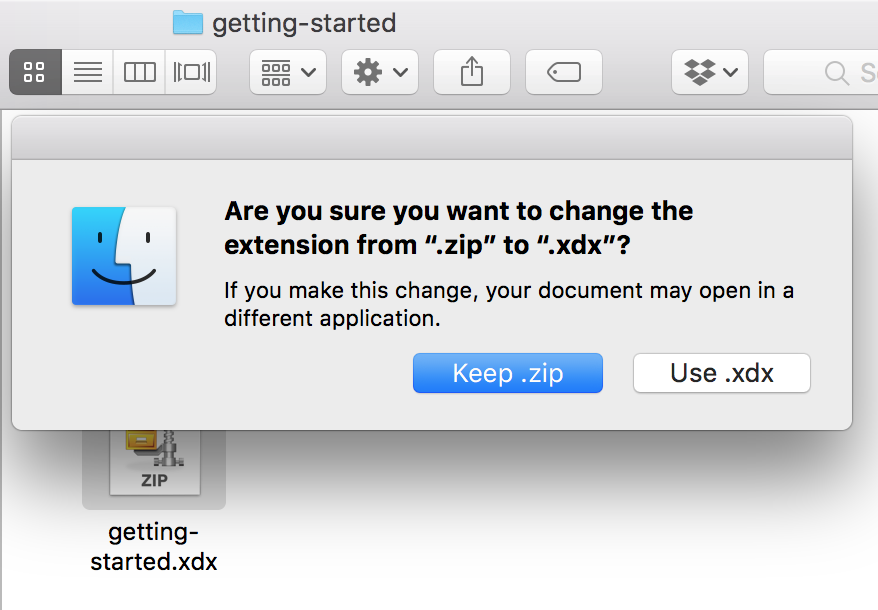 getting-started
Se
Are you sure you want to change the
extension from “.zip” to “.xdx”?
If you make this change, your document may open in a
different application.
Keep .zip
Use .xdx
ZIP
getting-
started.xdx